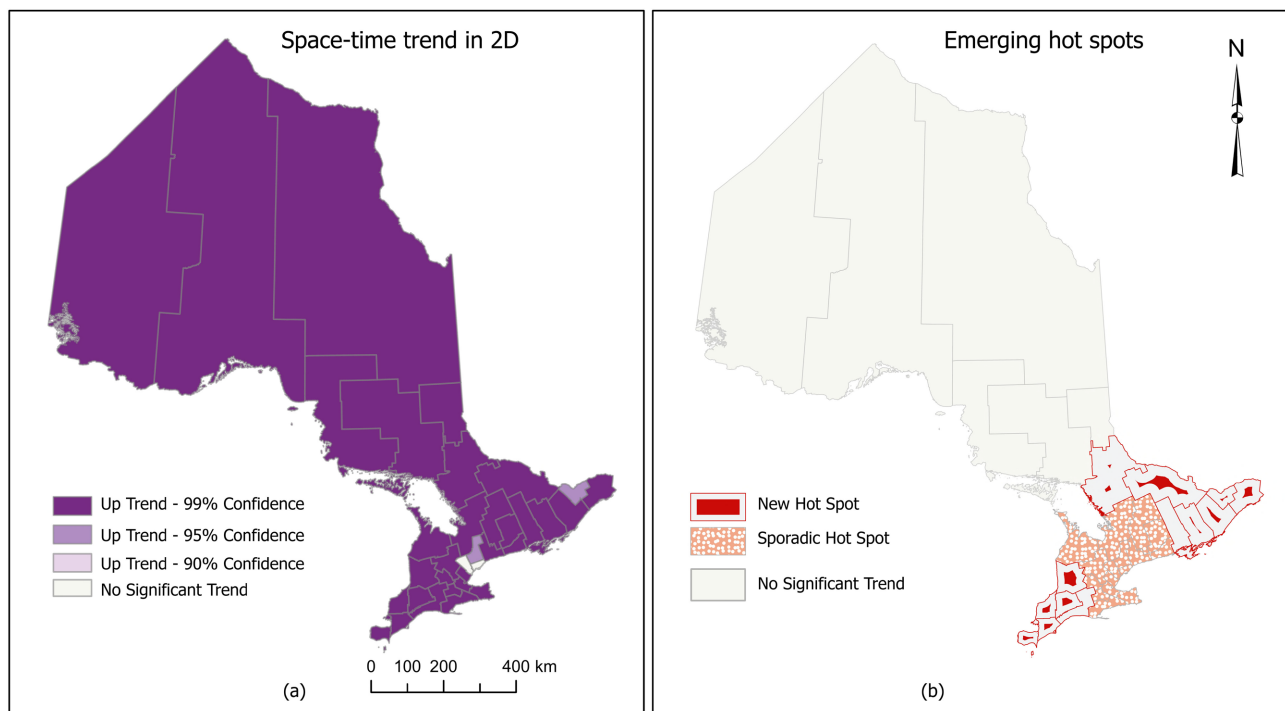 Space-time trend in 2D
Up Trend - 99% Confidence
Up Trend - 95% Confidence
Up Trend - 90% Confidence
No Significant Trend
0 100 200 400 km
(a)
Emerging hot spots
N
New Hot Spot
Sporadic Hot Spot
No Significant Trend
(b)